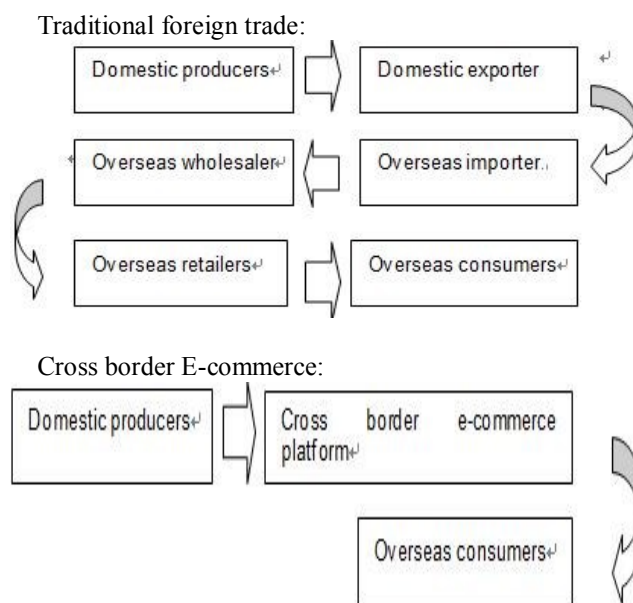 Traditional foreign trade:
Domestic producers↵
Domestic exporter
↵
Overseas wholesaler↵
Overseas importer..
Overseas retailers↵
Overseas consumers↵
Cross border E-commerce:
Domestic producers↵
Cross border e-commerce
platform↵
Overseas consumers↵